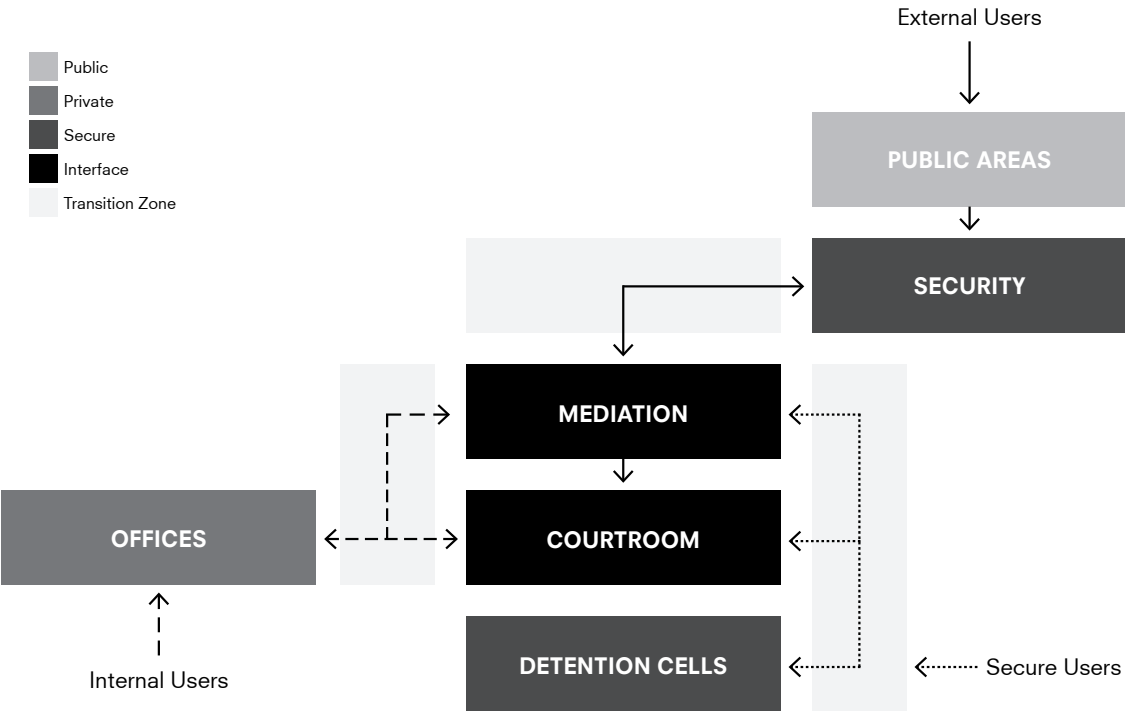 External Users
Public
Private
Secure
Interface
Transition Zone
PUBLIC AREAS
SECURITY
MEDIATION
OFFICES
COURTROOM
DETENTION CELLS
Internal Users
Secure Users